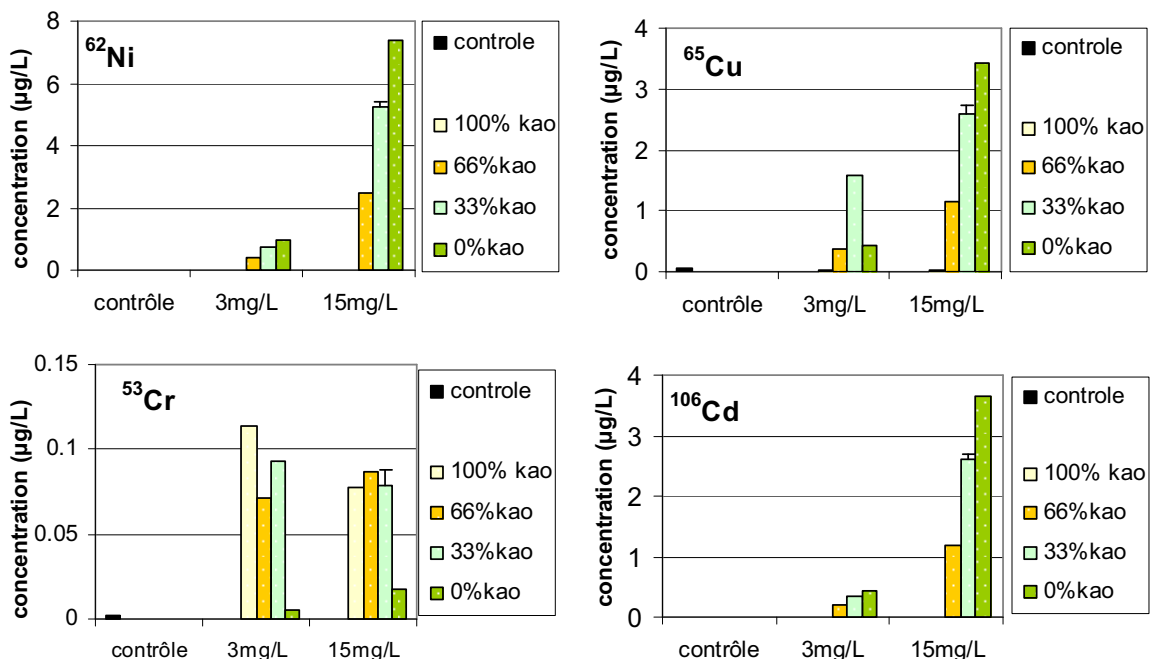 concentration (µg/L)
8
6
4
2
0
⁶²Ni
contrôle 3mg/L 15mg/L
controle
100% kao
66%kao
33%kao
0%kao
concentration (µg/L)
4
3
2
1
0
⁶⁵Cu
contrôle 3mg/L 15mg/L
controle
100% kao
66%kao
33%kao
0%kao
concentration (µg/L)
0.15
0.1
0.05
0
⁵³Cr
contrôle 3mg/L 15mg/L
controle
100% kao
66%kao
33%kao
0%kao
concentration (µg/L)
4
3
2
1
0
¹⁰⁶Cd
contrôle 3mg/L 15mg/L
controle
100% kao
66%kao
33%kao
0%kao